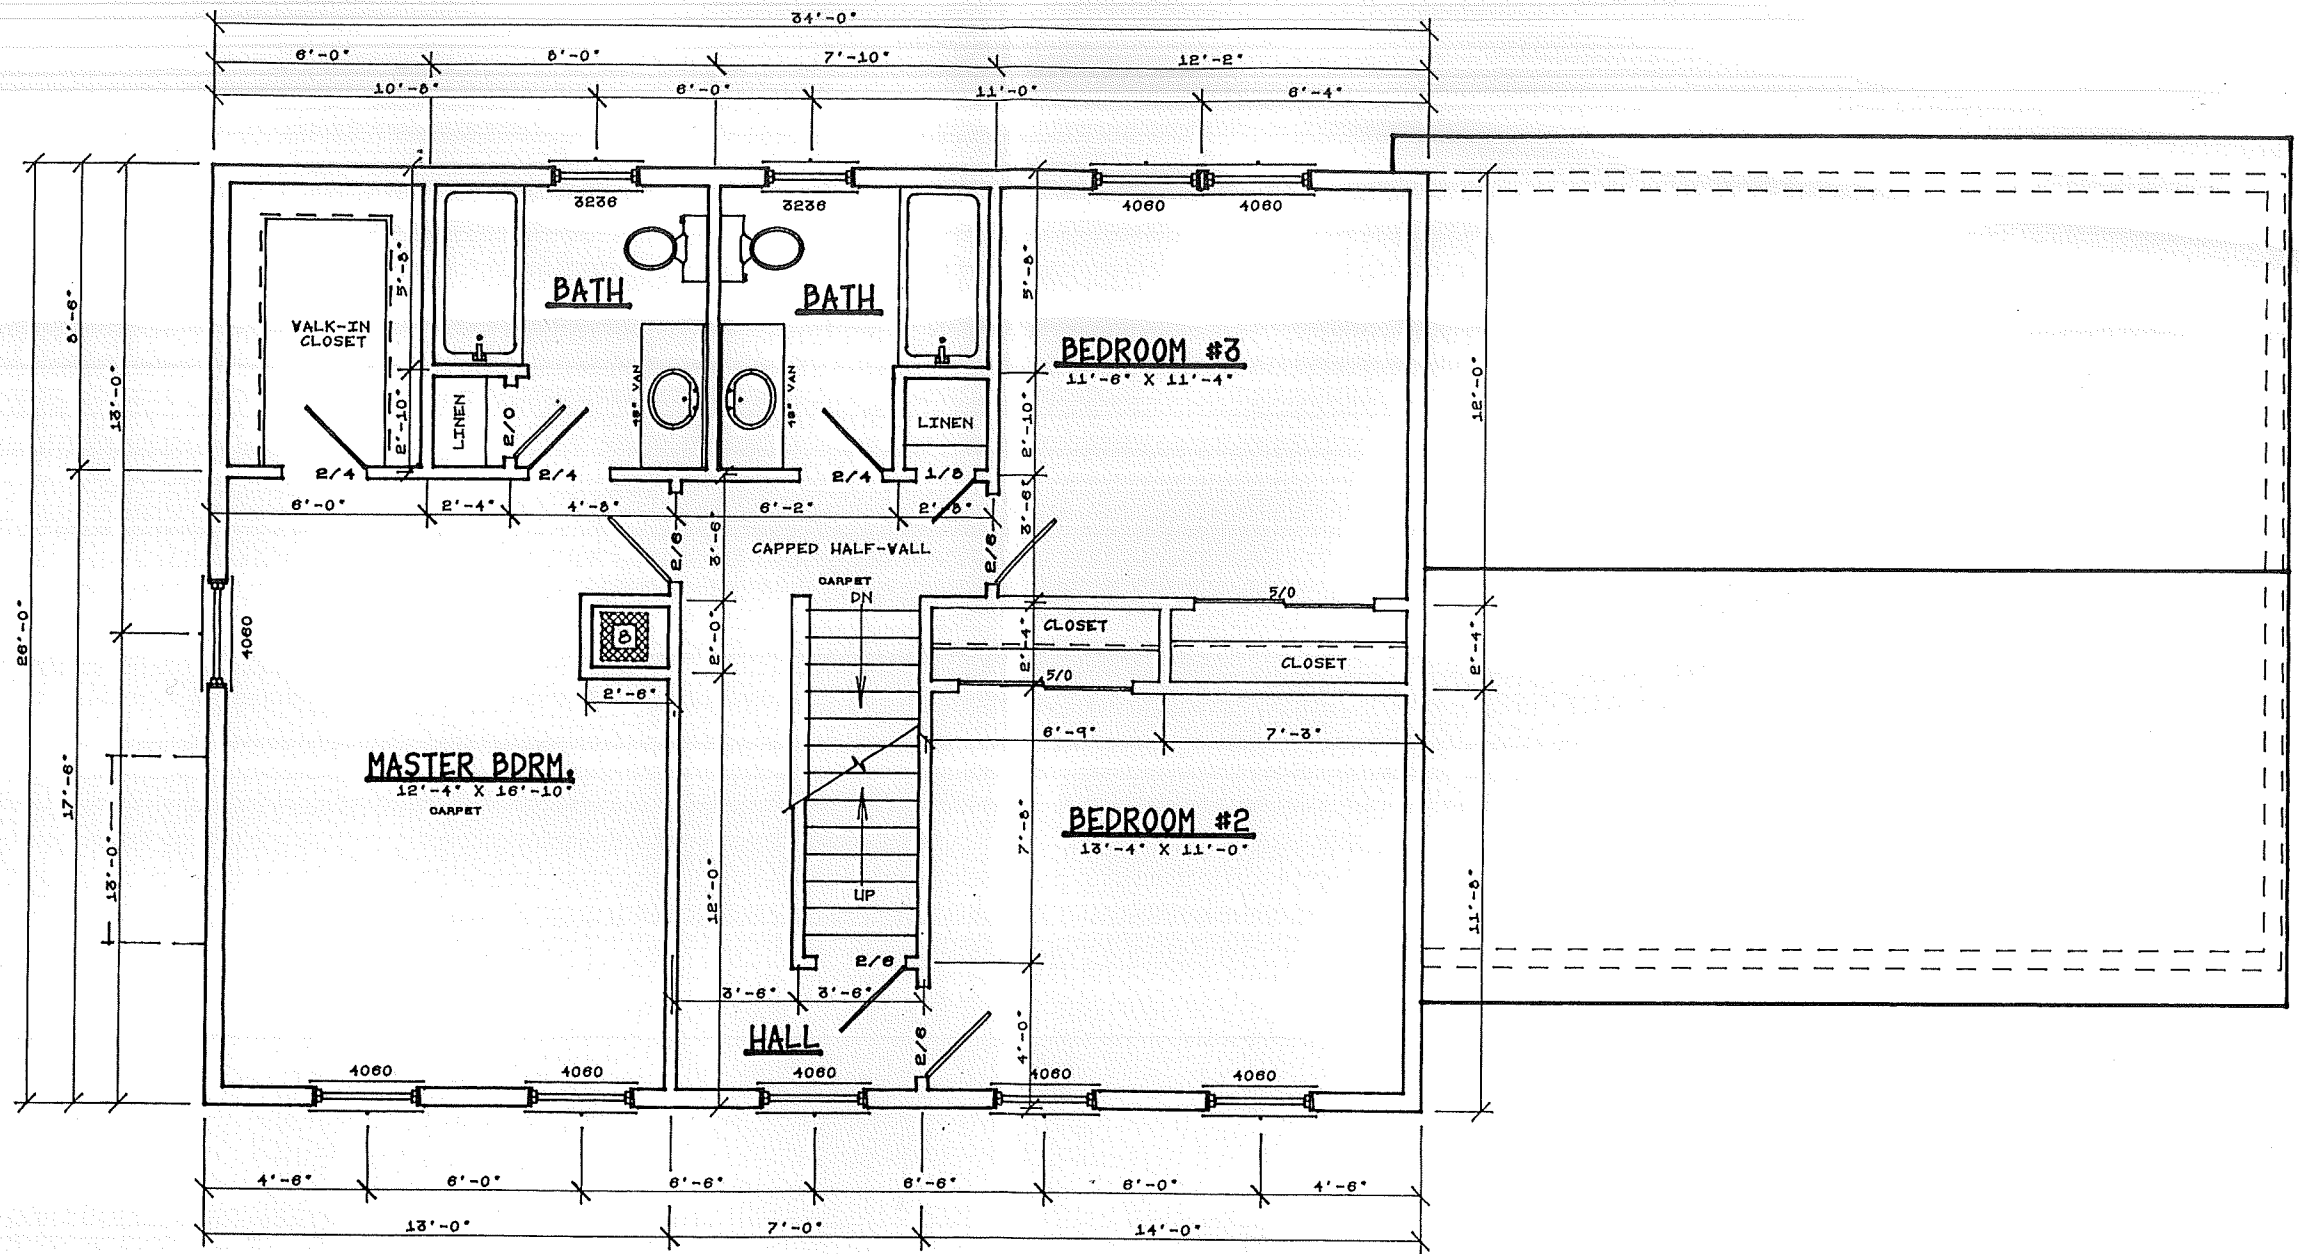 34'-0"
6'-0" 8'-0" 7'-10" 12'-2"
10'-8" 6'-0" 11'-0" 6'-4"
3236 3236 4060 4060
5'-8" 5'-8"
BATH BATH
8'-6"
WALK-IN
CLOSET
BEDROOM #3
11'-6" X 11'-4"
13'-0" 12'-0"
48" VAN 48" VAN
2'-10" LINEN 2/0 LINEN 2'-10"
2/4 2/4 2/4 1/8
6'-0" 2'-4" 4'-8" 6'-2" 2'-8"
2/6 3'-6" 2/6 3'-6"
CAPPED HALF-WALL
CARPET
DN
5/0
26'-0" 4060 8 2'-0" CLOSET 2'-4" 2'-4"
CLOSET
5/0
2'-6"
6'-9" 7'-3"
MASTER BDRM.
12'-4" X 16'-10"
CARPET
17'-6"
BEDROOM #2
13'-4" X 11'-0"
7'-8"
13'-0" 12'-0" UP 11'-8"
2/6
3'-6" 3'-6"
HALL 2/6 4'-0"
4060 4060 4060 4060 4060
4'-6" 6'-0" 6'-6" 6'-6" 6'-0" 4'-6"
13'-0" 7'-0" 14'-0"